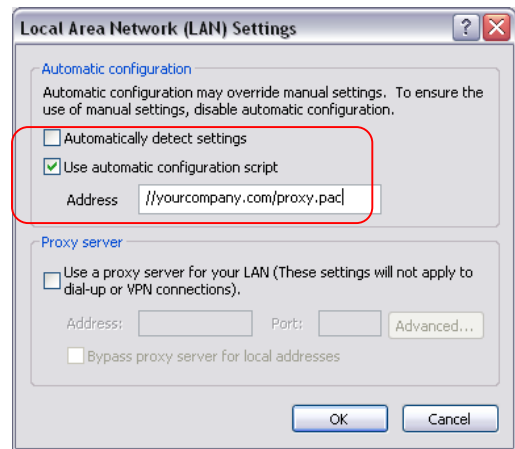 Local Area Network (LAN) Settings
?
Automatic configuration
Automatic configuration may override manual settings. To ensure the
use of manual settings, disable automatic configuration.
Automatically detect settings
Use automatic configuration script
Address //yourcompany.com/proxy.pac
Proxy server
Use a proxy server for your LAN (These settings will not apply to
dial-up or VPN connections).
Address: Port: Advanced...
Bypass proxy server for local addresses
OK Cancel